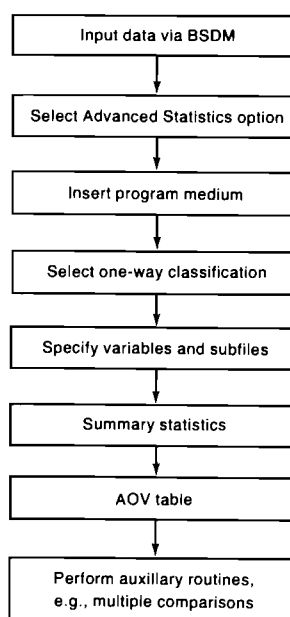 Input data via BSDM
Select Advanced Statistics option
Insert program medium
Select one-way classification
Specify variables and subfiles
Summary statistics
AOV table
Perform auxillary routines,
e.g., multiple comparisons